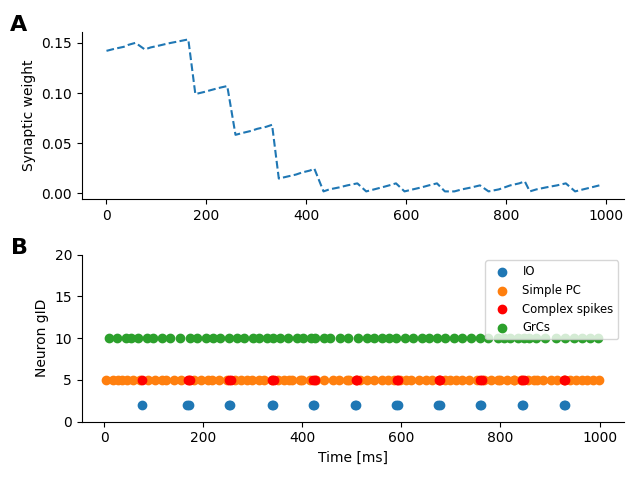 A
0.15
0.10
0.05
0.00
Synaptic weight
0 200 400 600 800 1000
B
20
15
10
5
0
Neuron gID
IO
Simple PC
Complex spikes
GrCs
0 200 400 600 800 1000
Time [ms]